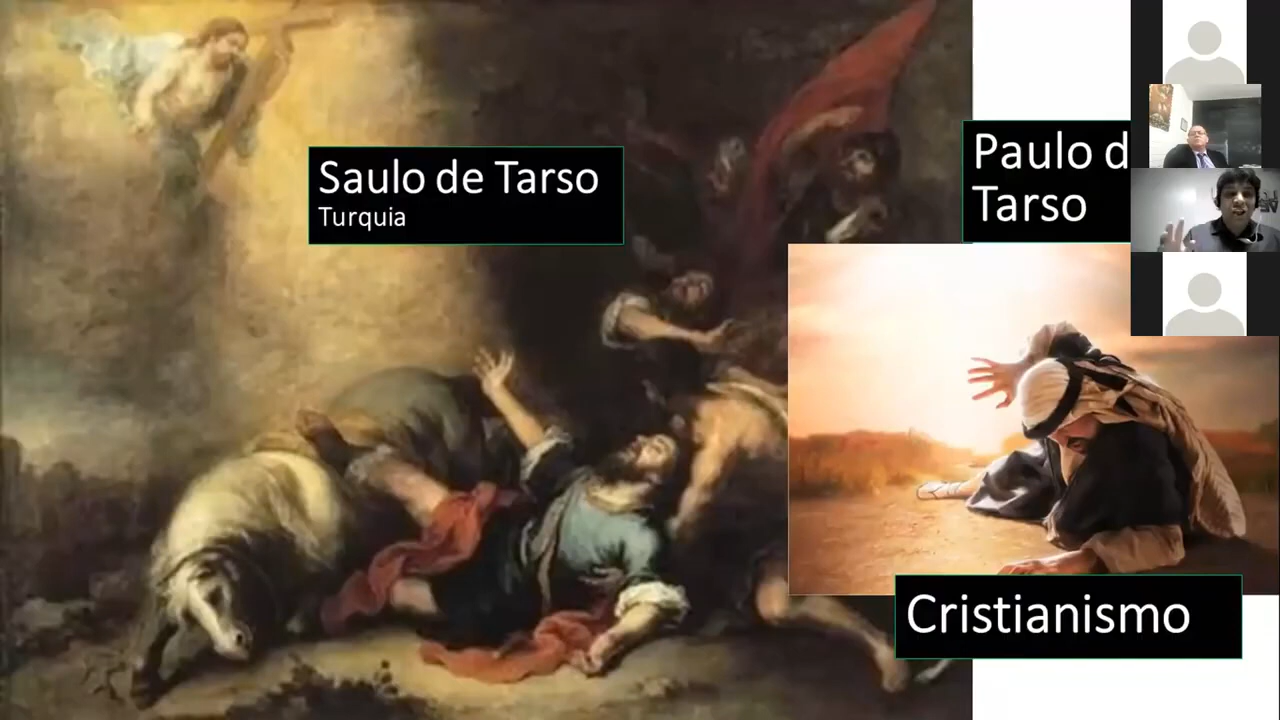 Saulo de Tarso
Turquia
Paulo d
Tarso
Cristianismo